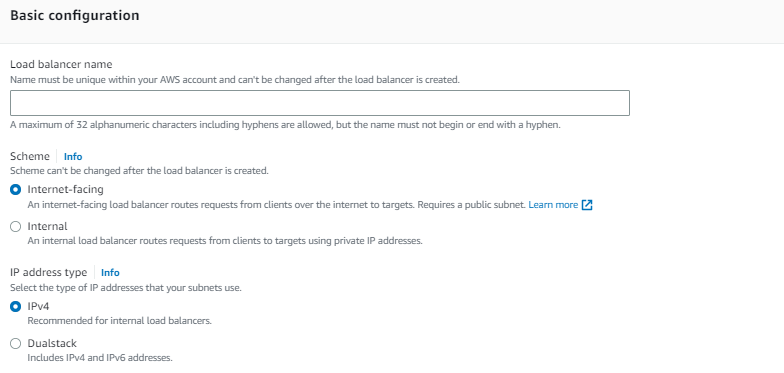 Basic configuration
Load balancer name
Name must be unique within your AWS account and can't be changed after the load balancer is created.
A maximum of 32 alphanumeric characters including hyphens are allowed, but the name must not begin or end with a hyphen.
Scheme Info
Scheme can't be changed after the load balancer is created.
Internet-facing
An internet-facing load balancer routes requests from clients over the internet to targets. Requires a public subnet. Learn more
Internal
An internal load balancer routes requests from clients to targets using private IP addresses.
IP address type Info
Select the type of IP addresses that your subnets use.
IPv4
Recommended for internal load balancers.
Dualstack
Includes IPv4 and IPv6 addresses.